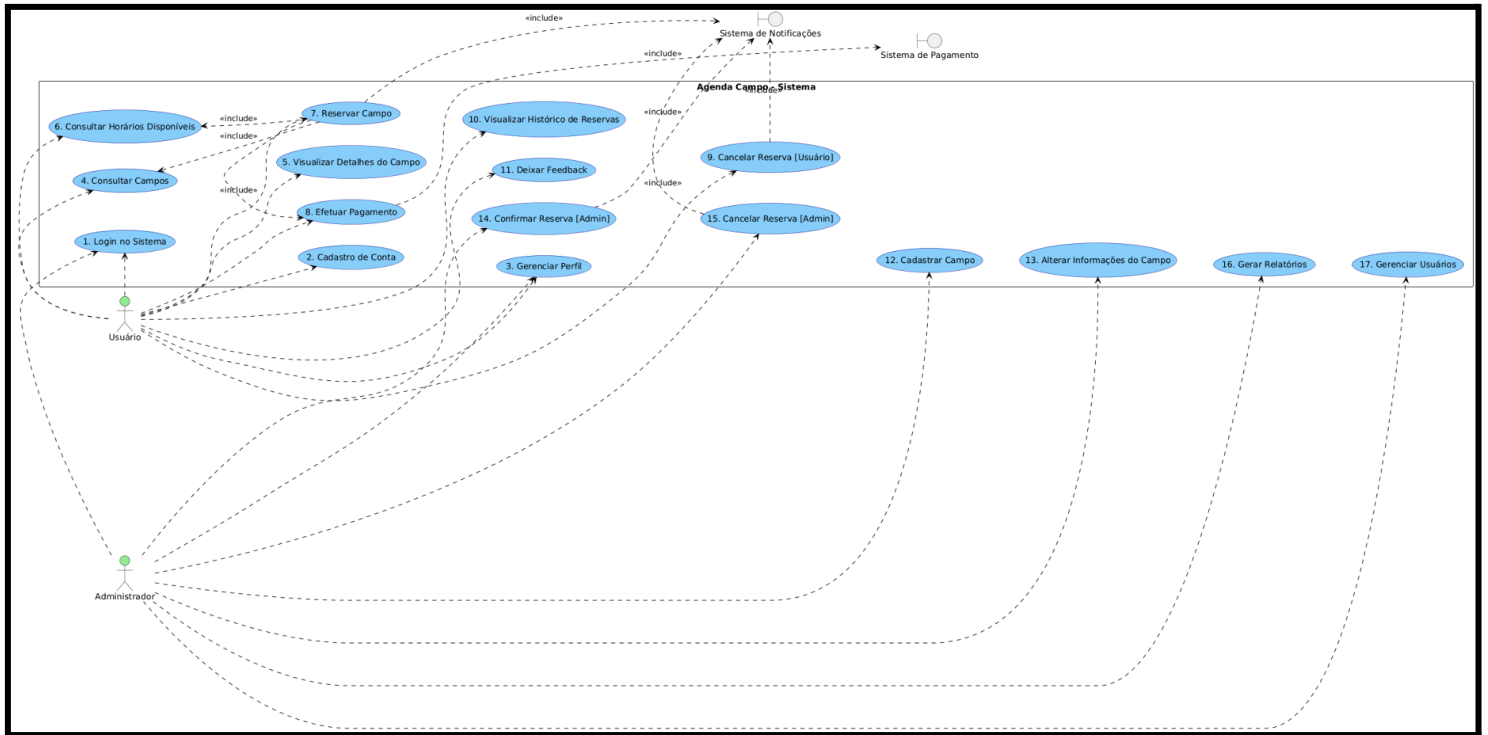 «include»
Sistema de Notificações
«include»
Sistema de Pagamento
Agenda Campo - Sistema
«include»
7. Reservar Campo
«include»
6. Consultar Horários Disponíveis
«include»
10. Visualizar Histórico de Reservas
«include»
9. Cancelar Reserva [Usuário]
5. Visualizar Detalhes do Campo
11. Deixar Feedback
4. Consultar Campos
«include»
«include»
8. Efetuar Pagamento
14. Confirmar Reserva [Admin]
15. Cancelar Reserva [Admin]
1. Login no Sistema
2. Cadastro de Conta
3. Gerenciar Perfil
12. Cadastrar Campo
13. Alterar Informações do Campo
16. Gerar Relatórios
17. Gerenciar Usuários
Usuário
Administrador